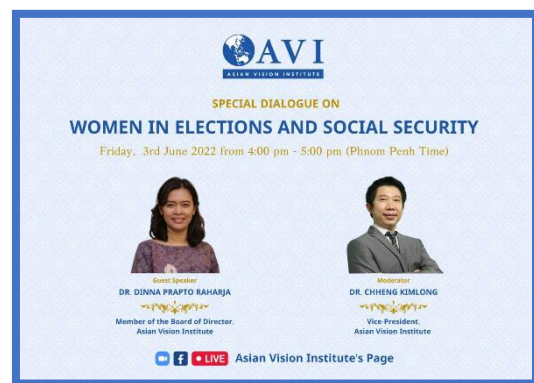 AVI
ASIAN VISION INSTITUTE
SPECIAL DIALOGUE ON
WOMEN IN ELECTIONS AND SOCIAL SECURITY
Friday, 3rd June 2022 from 4:00 pm - 5:00 pm (Phnom Penh Time)
Guest Speaker
DR. DINNA PRAPTO RAHARJA
Member of the Board of Director,
Asian Vision Institute
Moderator
DR. CHHENG KIMLONG
Vice-President,
Asian Vision Institute
LIVE Asian Vision Institute's Page